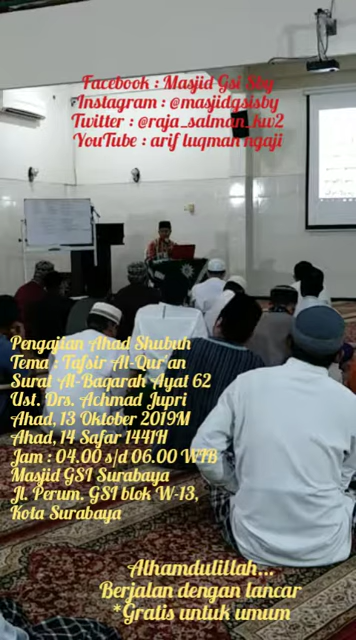 Facebook : Masjid Gsi Sby
Instagram : @masjidgsisby
Twitter : @raja_salman_kw2
YouTube : arif luqman ngaji
Pengajian Ahad Shubuh
Tema : Tafsir Al-Qur'an
Surat Al-Baqarah Ayat 62
Ust. Drs. Achmad Jupri
Ahad, 13 Oktober 2019M
Ahad, 14 Safar 1441H
Jam : 04.00 s/d 06.00 WIB
Masjid GSI Surabaya
Jl. Perum, GSI blok W-13,
Kota Surabaya
Alhamdulillah...
Berjalan dengan lancar
*Gratis untuk umum